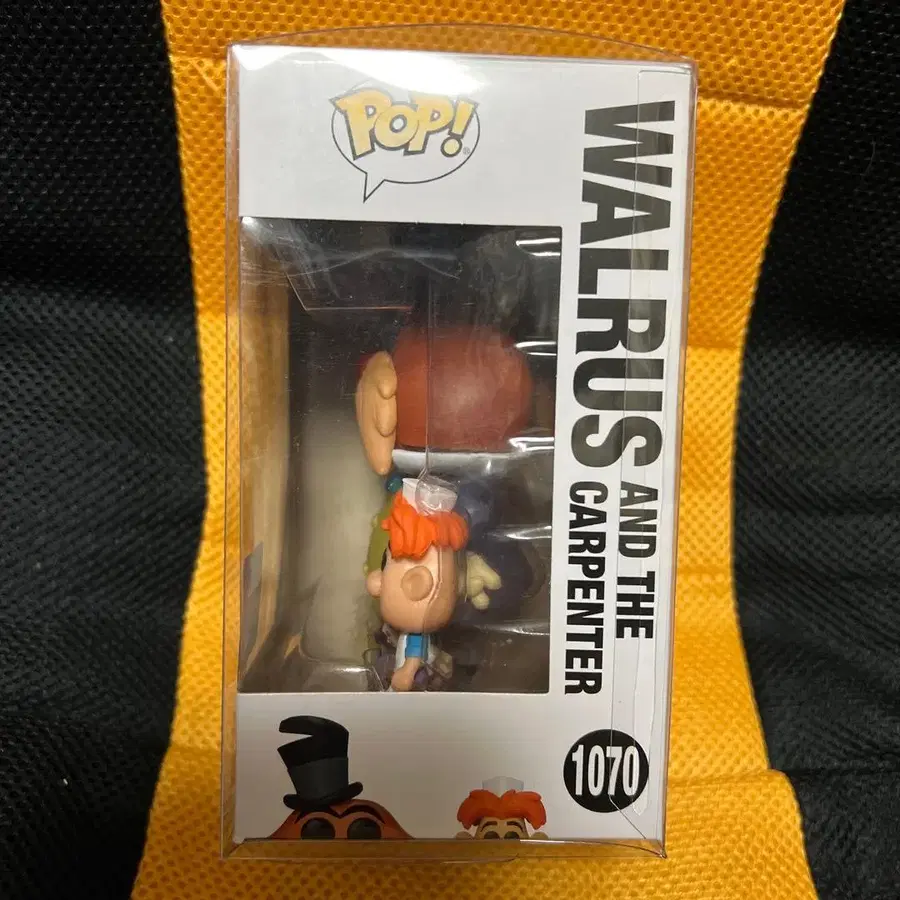 POP!
WALRUS AND THE
CARPENTER
1070